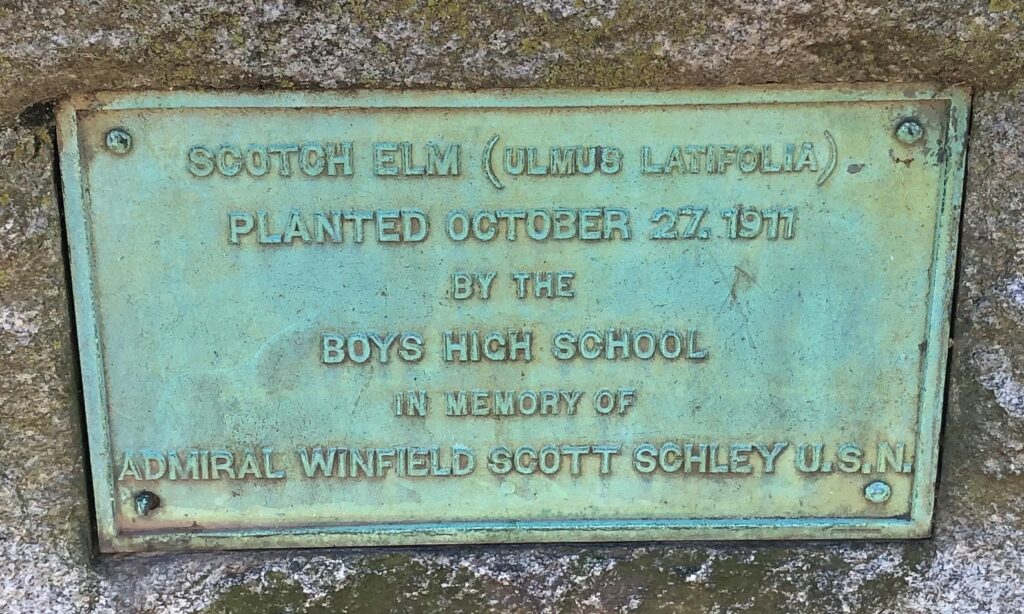 SCOTCH ELM (ULMUS LATIFOLIA)
PLANTED OCTOBER 27. 1911
BY THE
BOYS HIGH SCHOOL
IN MEMORY OF
ADMIRAL WINFIELD SCOTT SCHLEY U.S.N.